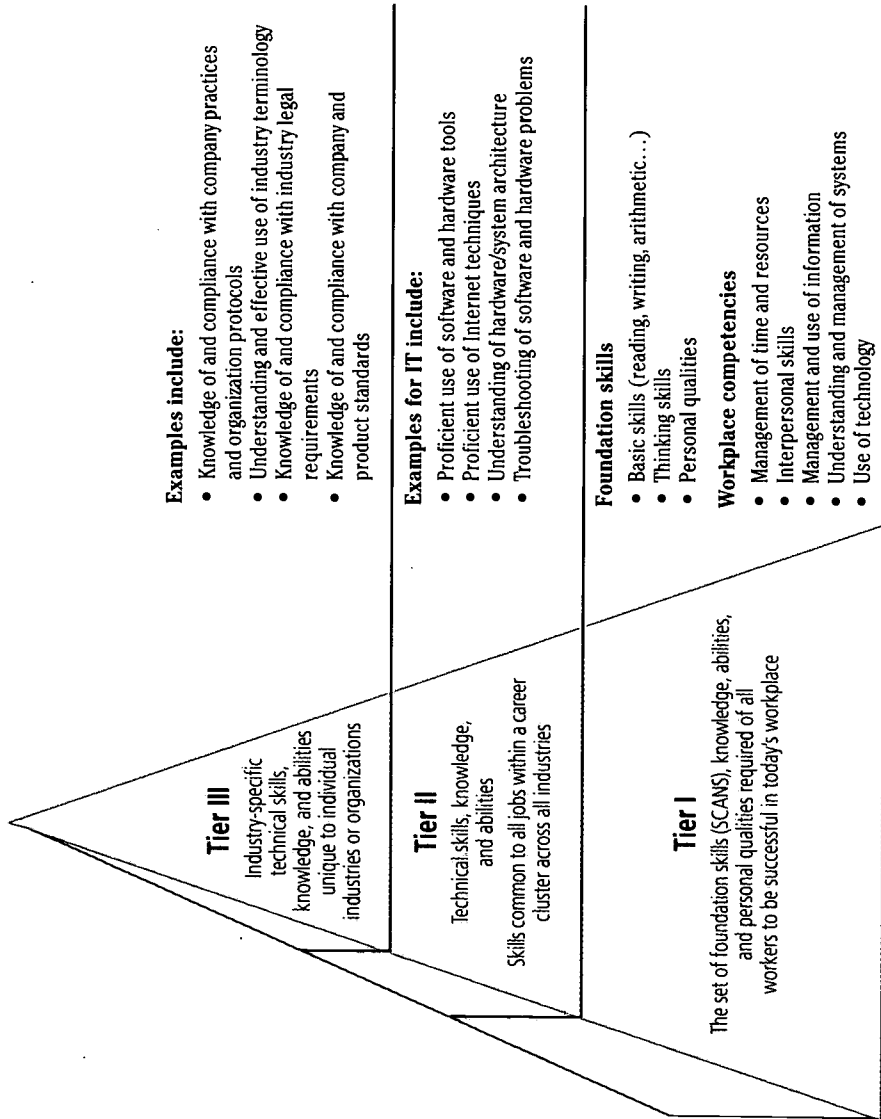 Tier III
Industry-specific
technical skills,
knowledge, and abilities
unique to individual
industries or organizations
Examples include:
• Knowledge of and compliance with company practices
and organization protocols
• Understanding and effective use of industry terminology
• Knowledge of and compliance with industry legal
requirements
• Knowledge of and compliance with company and
product standards
Tier II
Technical skills, knowledge,
and abilities
Skills common to all jobs within a career
cluster across all industries
Examples for IT include:
• Proficient use of software and hardware tools
• Proficient use of Internet techniques
• Understanding of hardware/system architecture
• Troubleshooting of software and hardware problems
Tier I
The set of foundation skills (SCANS), knowledge, abilities,
and personal qualities required of all
workers to be successful in today's workplace
Foundation skills
• Basic skills (reading, writing, arithmetic...)
• Thinking skills
• Personal qualities
Workplace competencies
• Management of time and resources
• Interpersonal skills
• Management and use of information
• Understanding and management of systems
• Use of technology